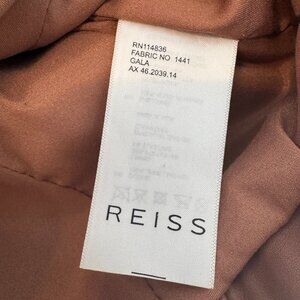 RN114836
FABRIC NO 1441
GALA
AX 46.2039.14
REISS